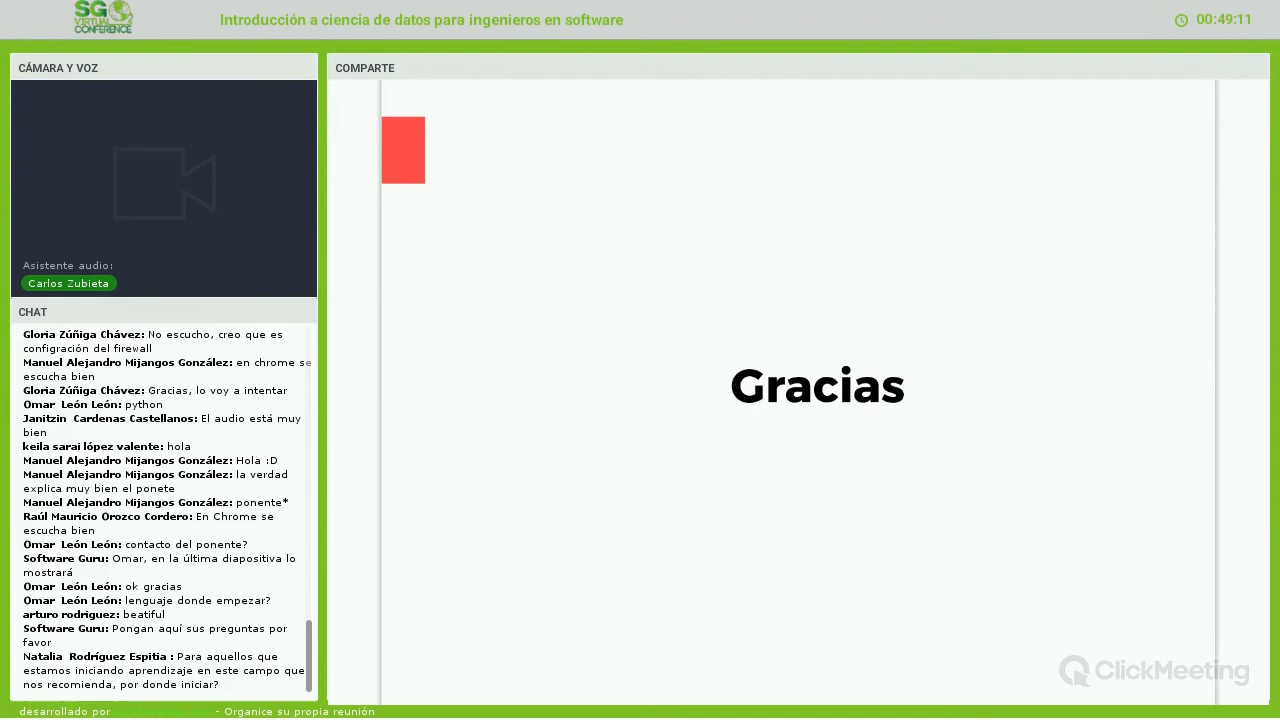 SG
VIRTUAL
CONFERENCE
Introducción a ciencia de datos para ingenieros en software
00:49:11
CÁMARA Y VOZ
Asistente audio:
Carlos Zubieta
CHAT
Gloria Zúñiga Chávez: No escucho, creo que es
configración del firewall
Manuel Alejandro Mijangos González: en chrome se
escucha bien
Gloria Zúñiga Chávez: Gracias, lo voy a intentar
Omar León León: python
Janitzin Cardenas Castellanos: El audio está muy
bien
keila sarai lópez valente: hola
Manuel Alejandro Mijangos González: Hola :D
Manuel Alejandro Mijangos González: la verdad
explica muy bien el ponete
Manuel Alejandro Mijangos González: ponente*
Raúl Mauricio Orozco Cordero: En Chrome se
escucha bien
Omar León León: contacto del ponente?
Software Guru: Omar, en la última diapositiva lo
mostrará
Omar León León: ok gracias
Omar León León: lenguaje donde empezar?
arturo rodriguez: beatiful
Software Guru: Pongan aquí sus preguntas por
favor
Natalia Rodríguez Espitia : Para aquellos que
estamos iniciando aprendizaje en este campo que
nos recomienda, por donde iniciar?
COMPARTE
Gracias
ClickMeeting
desarrollado por - Organice su propia reunión